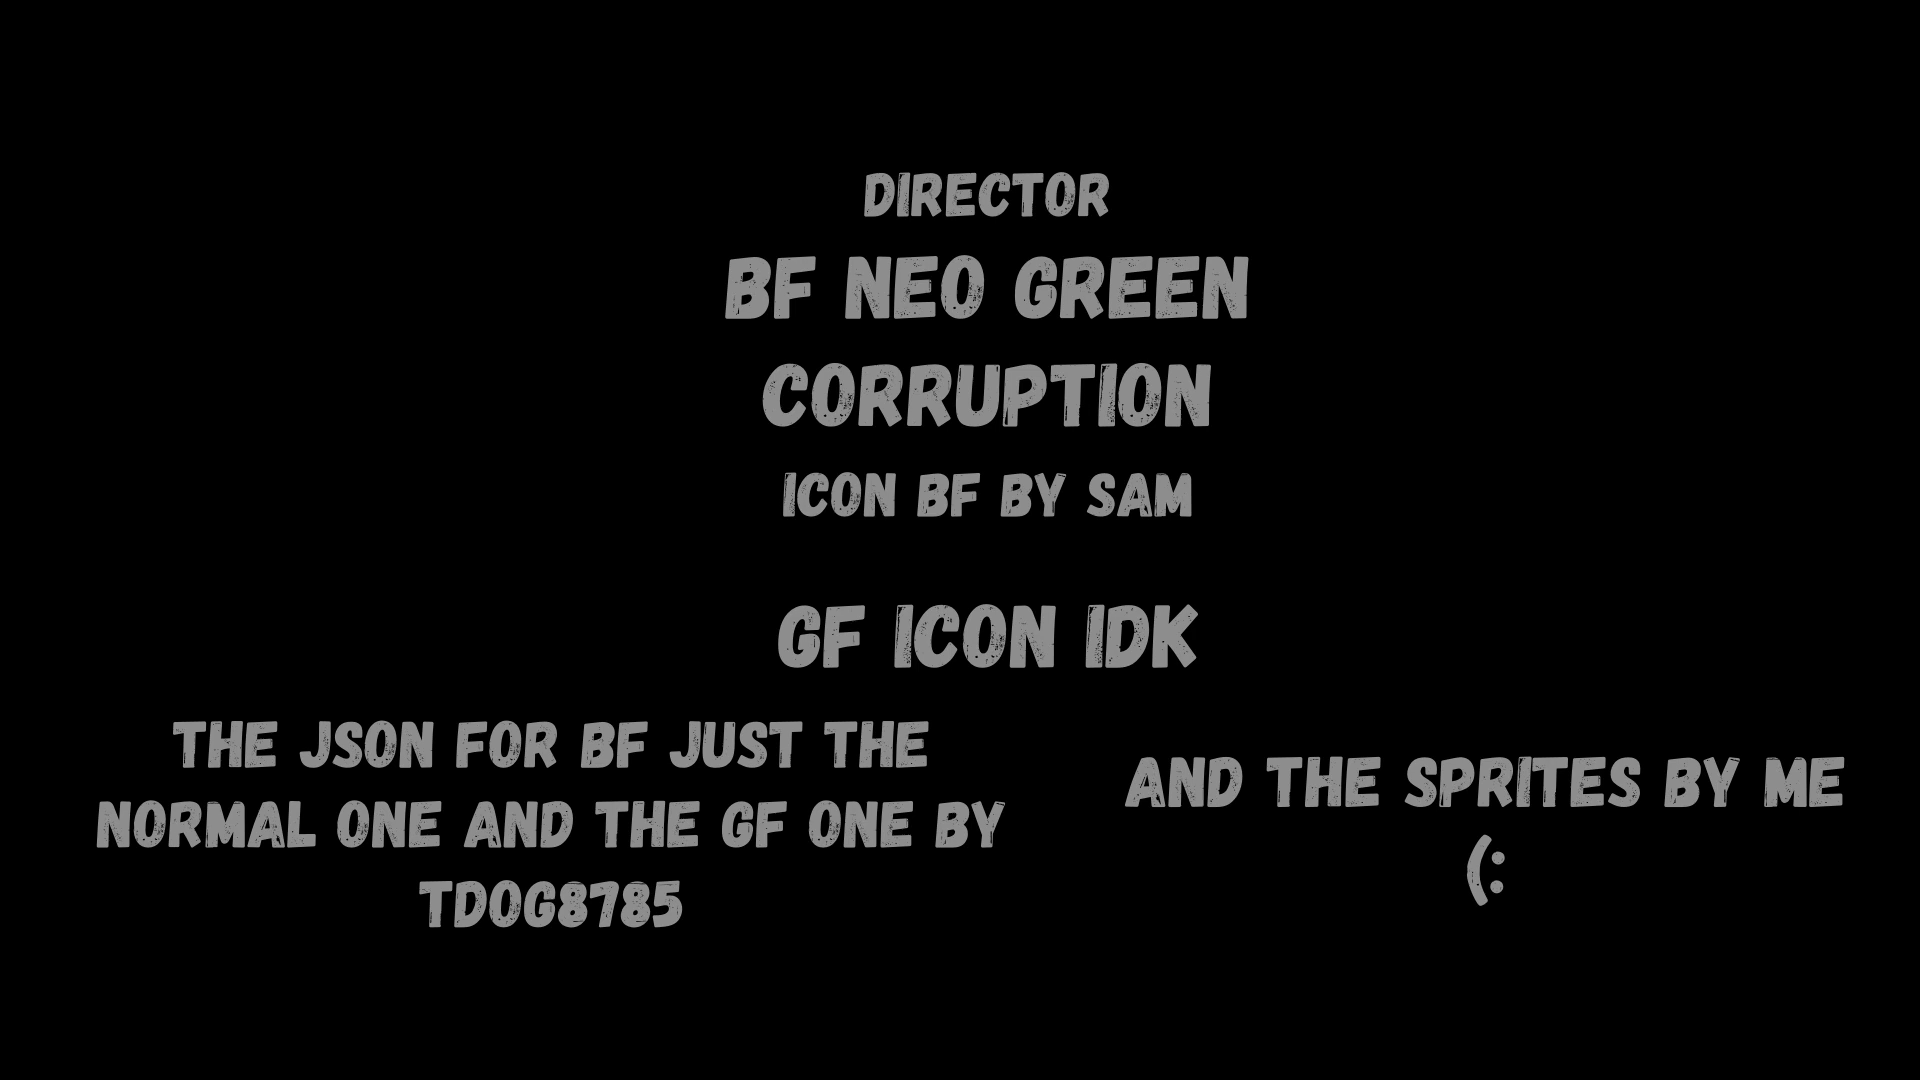 DIRECTOR
BF NEO GREEN
CORRUPTION
ICON BF BY SAM
GF ICON IDK
THE JSON FOR BF JUST THE
NORMAL ONE AND THE GF ONE BY
TDOG8785
AND THE SPRITES BY ME
(: